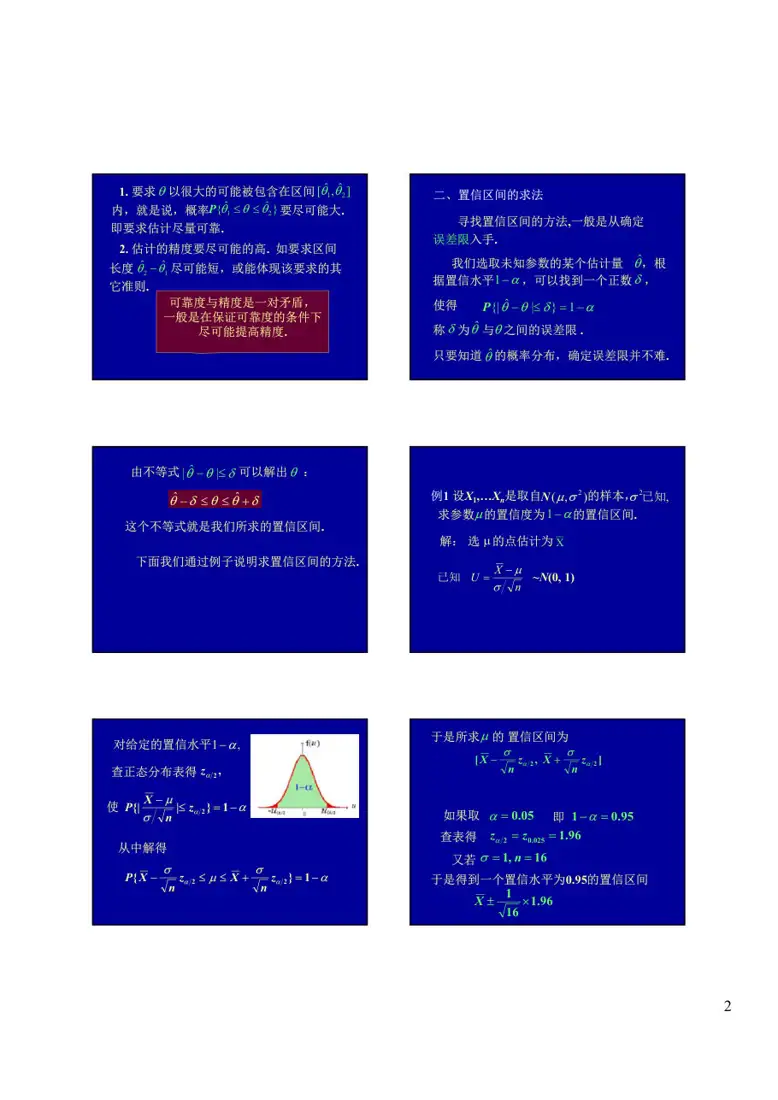 1. 要求 θ 以很大的可能被包含在区间 [θ̂₁,θ̂₂]
内，就是说，概率P{θ̂₁ ≤ θ ≤ θ̂₂} 要尽可能大.
即要求估计尽量可靠.
2. 估计的精度要尽可能的高. 如要求区间
长度 θ̂₂ − θ̂₁ 尽可能短，或能体现该要求的其
它准则.
可靠度与精度是一对矛盾，
一般是在保证可靠度的条件下
尽可能提高精度.
二、置信区间的求法
寻找置信区间的方法,一般是从确定
误差限入手.
我们选取未知参数的某个估计量 θ̂，根
据置信水平1−α ，可以找到一个正数 δ ，
使得 P{| θ̂ − θ |≤ δ} = 1−α
称 δ 为 θ̂ 与 θ 之间的误差限 .
只要知道 θ̂ 的概率分布，确定误差限并不难.
由不等式 | θ̂ − θ |≤ δ 可以解出 θ ：
θ̂ − δ ≤ θ ≤ θ̂ + δ
这个不等式就是我们所求的置信区间.
下面我们通过例子说明求置信区间的方法.
例1 设X₁,…Xₙ是取自N(μ,σ²)的样本,σ²已知,
求参数μ的置信度为 1−α 的置信区间.
解： 选 μ的点估计为 X̄
已知 U = (X̄ − μ)/(σ/√n) ~N(0, 1)
对给定的置信水平1−α,
查正态分布表得 z_{α/2}，
使 P{| (X̄ − μ)/(σ/√n) |≤ z_{α/2}} = 1−α
从中解得
P{X̄ − σ/√n z_{α/2} ≤ μ ≤ X̄ + σ/√n z_{α/2}} = 1−α
f(u)
1−α
−u_{α/2} 0 u_{α/2} u
于是所求μ 的 置信区间为
[X̄ − σ/√n z_{α/2}, X̄ + σ/√n z_{α/2}]
如果取 α = 0.05 即 1−α = 0.95
查表得 z_{α/2} = z_{0.025} = 1.96
又若 σ = 1, n = 16
于是得到一个置信水平为0.95的置信区间
X̄ ± 1/√16 × 1.96
2